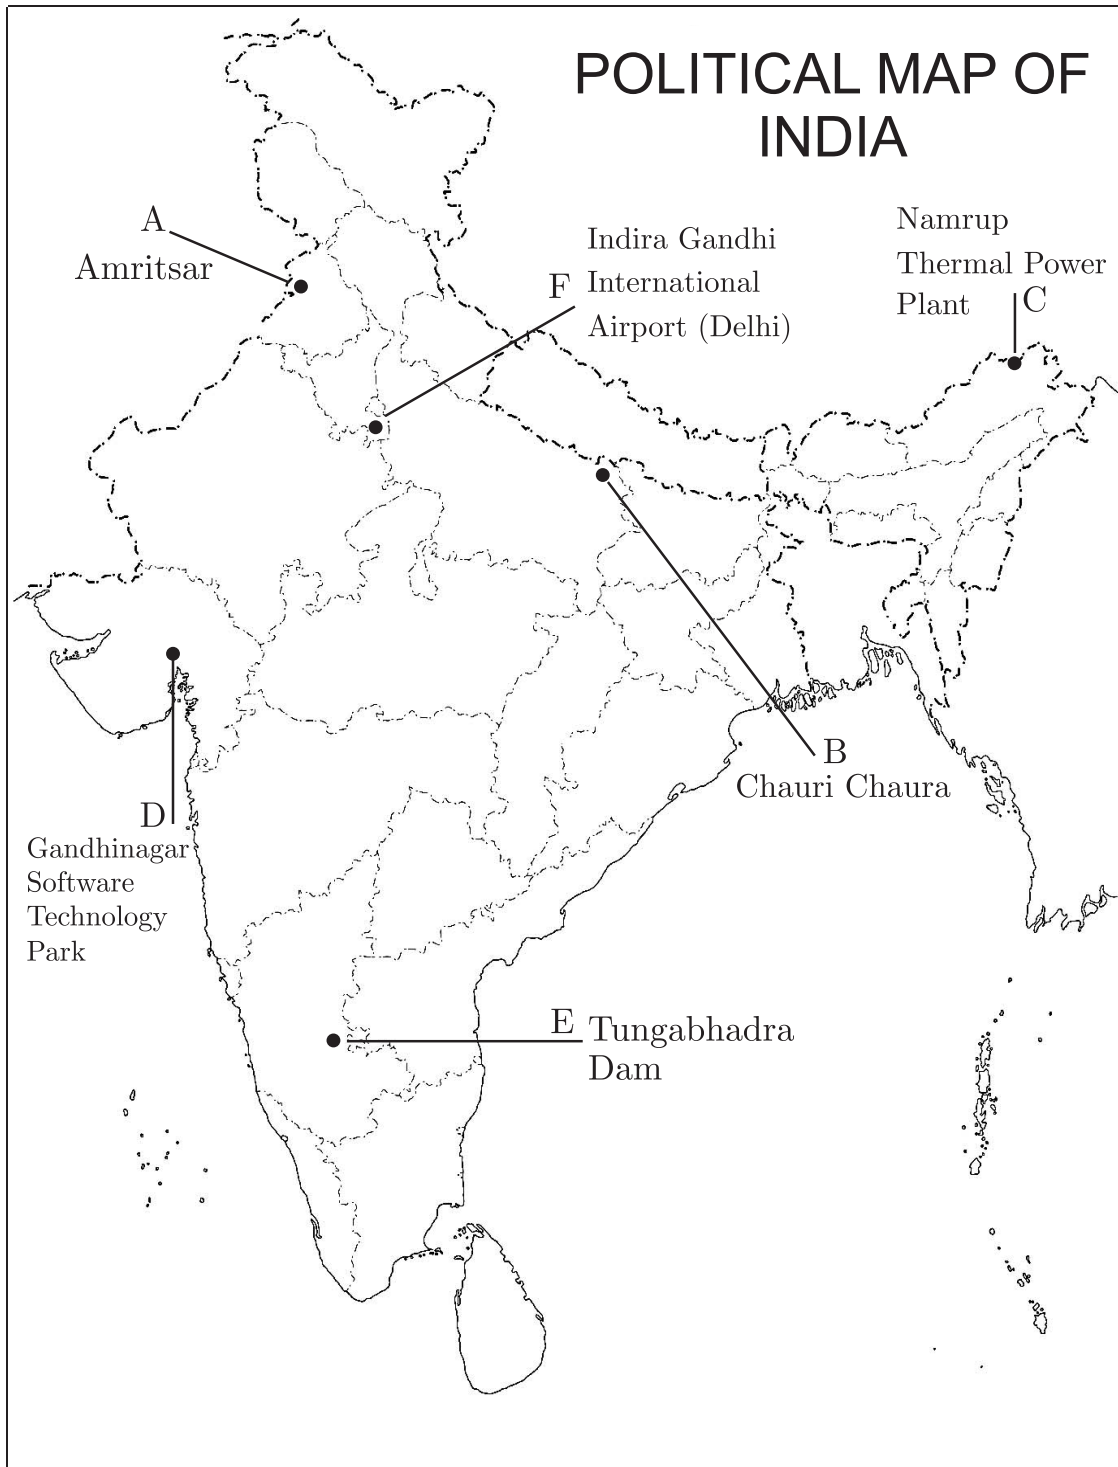 POLITICAL MAP OF
INDIA
A
Amritsar
F
Indira Gandhi
International
Airport (Delhi)
Namrup
Thermal Power
Plant
C
B
Chauri Chaura
D
Gandhinagar
Software
Technology
Park
E
Tungabhadra
Dam